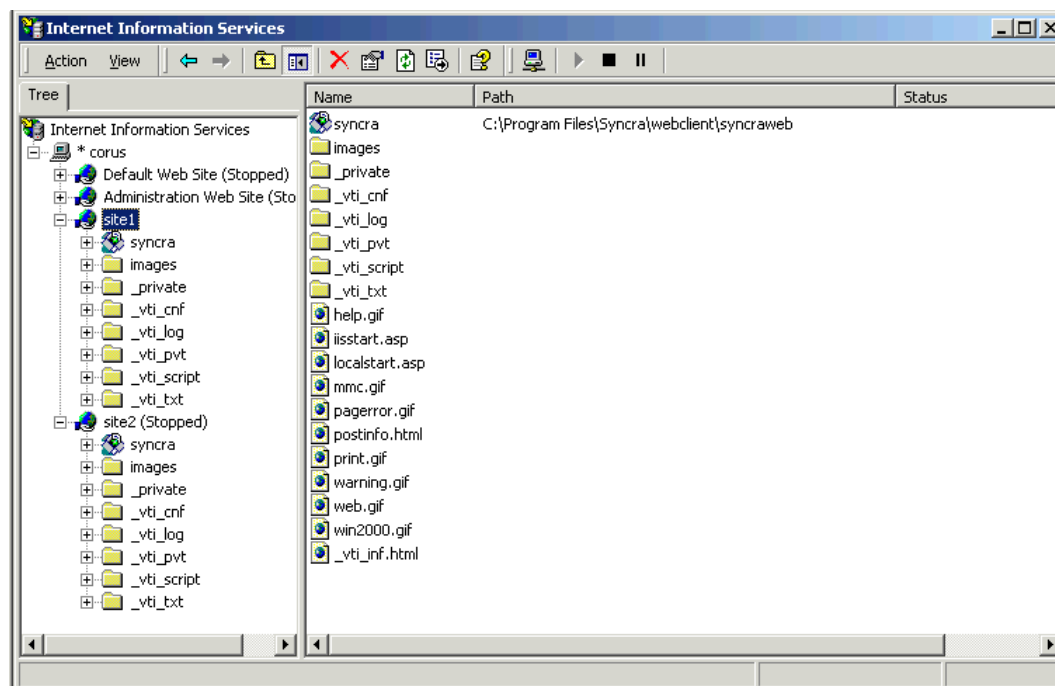 Internet Information Services
Action View
Tree
Name Path Status
Internet Information Services
* corus
Default Web Site (Stopped)
Administration Web Site (Sto
site1
syncra
images
_private
_vti_cnf
_vti_log
_vti_pvt
_vti_script
_vti_txt
site2 (Stopped)
syncra
images
_private
_vti_cnf
_vti_log
_vti_pvt
_vti_script
_vti_txt
syncra C:\Program Files\Syncra\webclient\syncraweb
images
_private
_vti_cnf
_vti_log
_vti_pvt
_vti_script
_vti_txt
help.gif
iisstart.asp
localstart.asp
mmc.gif
pagerror.gif
postinfo.html
print.gif
warning.gif
web.gif
win2000.gif
_vti_inf.html